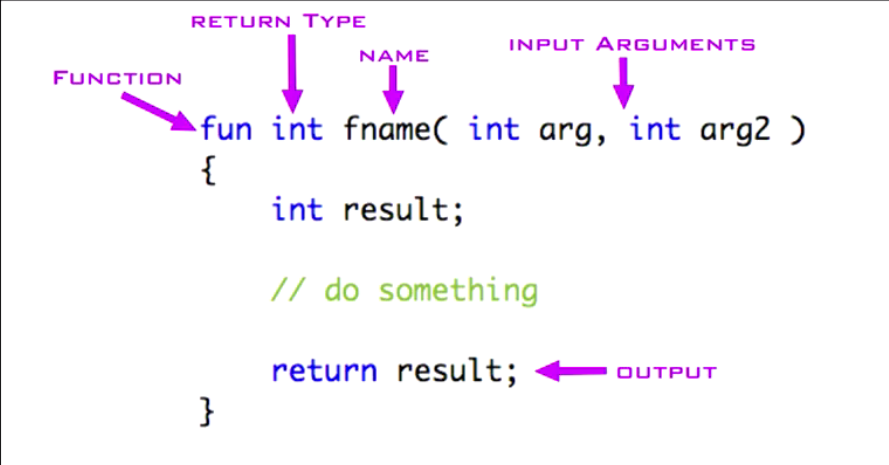 RETURN TYPE
NAME
INPUT ARGUMENTS
FUNCTION
fun int fname( int arg, int arg2 )
{
int result;
// do something
return result;
OUTPUT
}